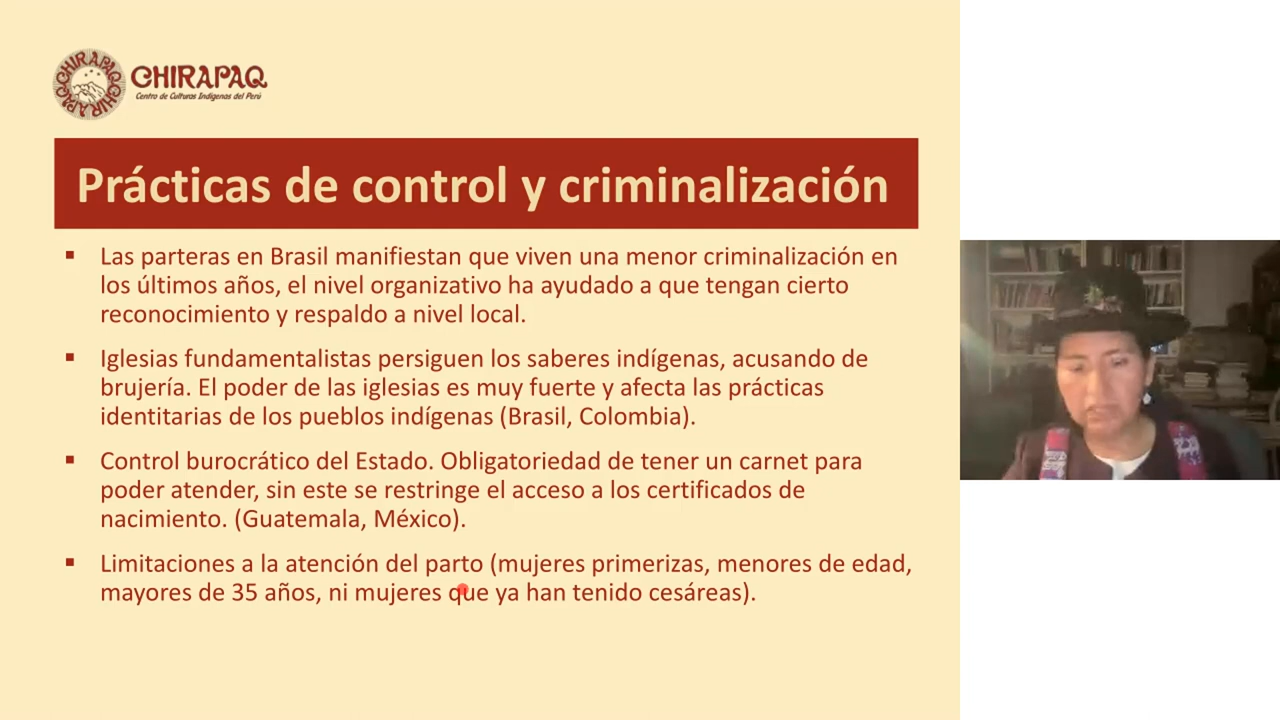 CHIRAPAQ
CHIRAPAQ
CHIRAPAQ
Centro de Culturas Indígenas del Perú
Prácticas de control y criminalización
▪ Las parteras en Brasil manifiestan que viven una menor criminalización en
los últimos años, el nivel organizativo ha ayudado a que tengan cierto
reconocimiento y respaldo a nivel local.
▪ Iglesias fundamentalistas persiguen los saberes indígenas, acusando de
brujería. El poder de las iglesias es muy fuerte y afecta las prácticas
identitarias de los pueblos indígenas (Brasil, Colombia).
▪ Control burocrático del Estado. Obligatoriedad de tener un carnet para
poder atender, sin este se restringe el acceso a los certificados de
nacimiento. (Guatemala, México).
▪ Limitaciones a la atención del parto (mujeres primerizas, menores de edad,
mayores de 35 años, ni mujeres que ya han tenido cesáreas).